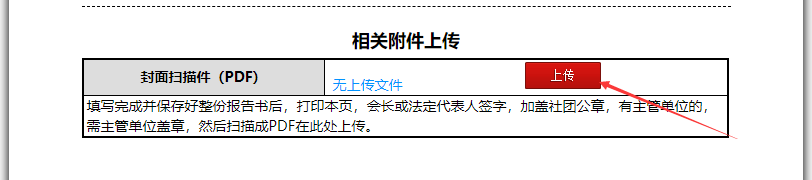 相关附件上传
封面扫描件（PDF）
无上传文件
上传
填写完成并保存好整份报告书后，打印本页，会长或法定代表人签字，加盖社团公章，有主管单位的，
需主管单位盖章，然后扫描成PDF在此处上传。